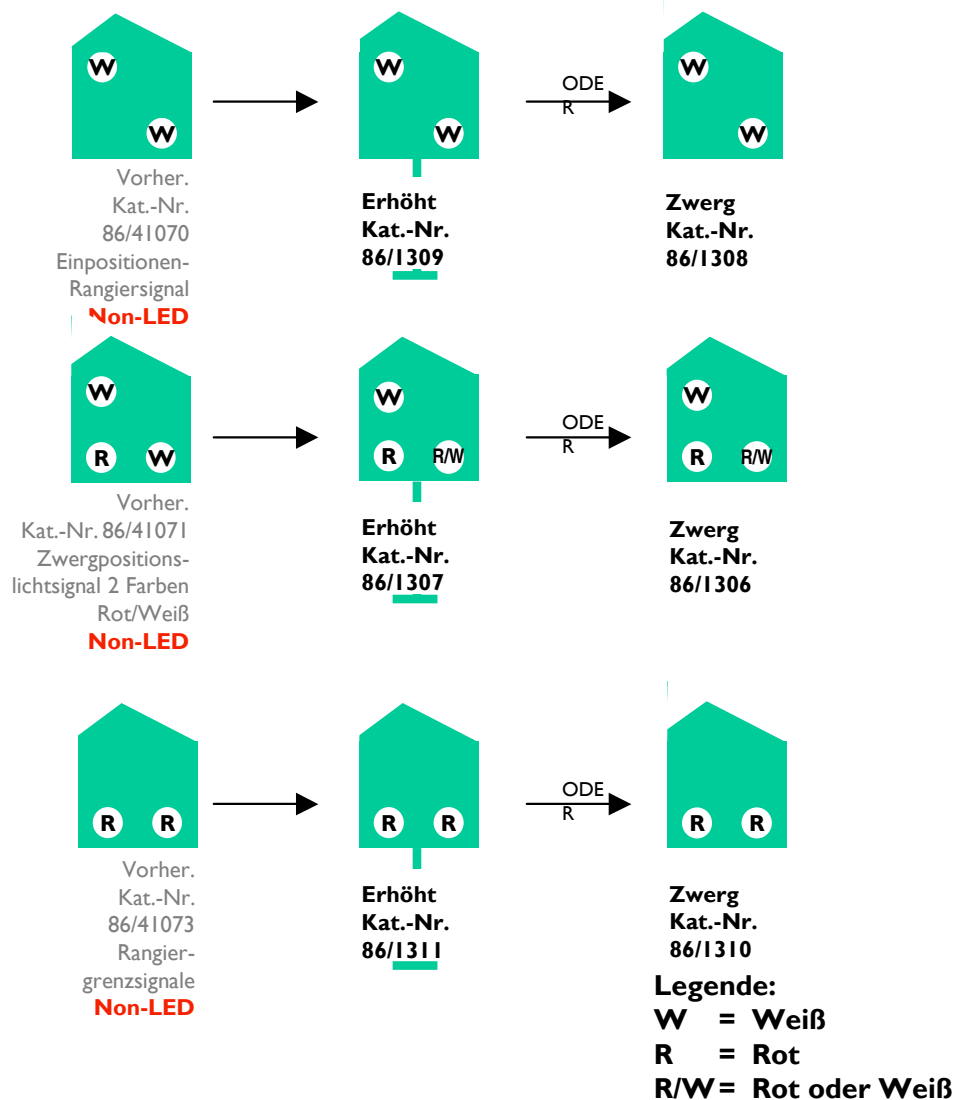 W
W
W
W
ODE
R
W
W
Vorher.
Kat.-Nr.
86/41070
Einpositionen-
Rangiersignal
Non-LED
Erhöht
Kat.-Nr.
86/1309
Zwerg
Kat.-Nr.
86/1308
W
R W
W
R R/W
ODE
R
W
R R/W
Vorher.
Kat.-Nr. 86/41071
Zwergpositions-
lichtsignal 2 Farben
Rot/Weiß
Non-LED
Erhöht
Kat.-Nr.
86/1307
Zwerg
Kat.-Nr.
86/1306
R R
R R
ODE
R
R R
Vorher.
Kat.-Nr.
86/41073
Rangier-
grenzsignale
Non-LED
Erhöht
Kat.-Nr.
86/1311
Zwerg
Kat.-Nr.
86/1310
Legende:
W = Weiß
R = Rot
R/W = Rot oder Weiß